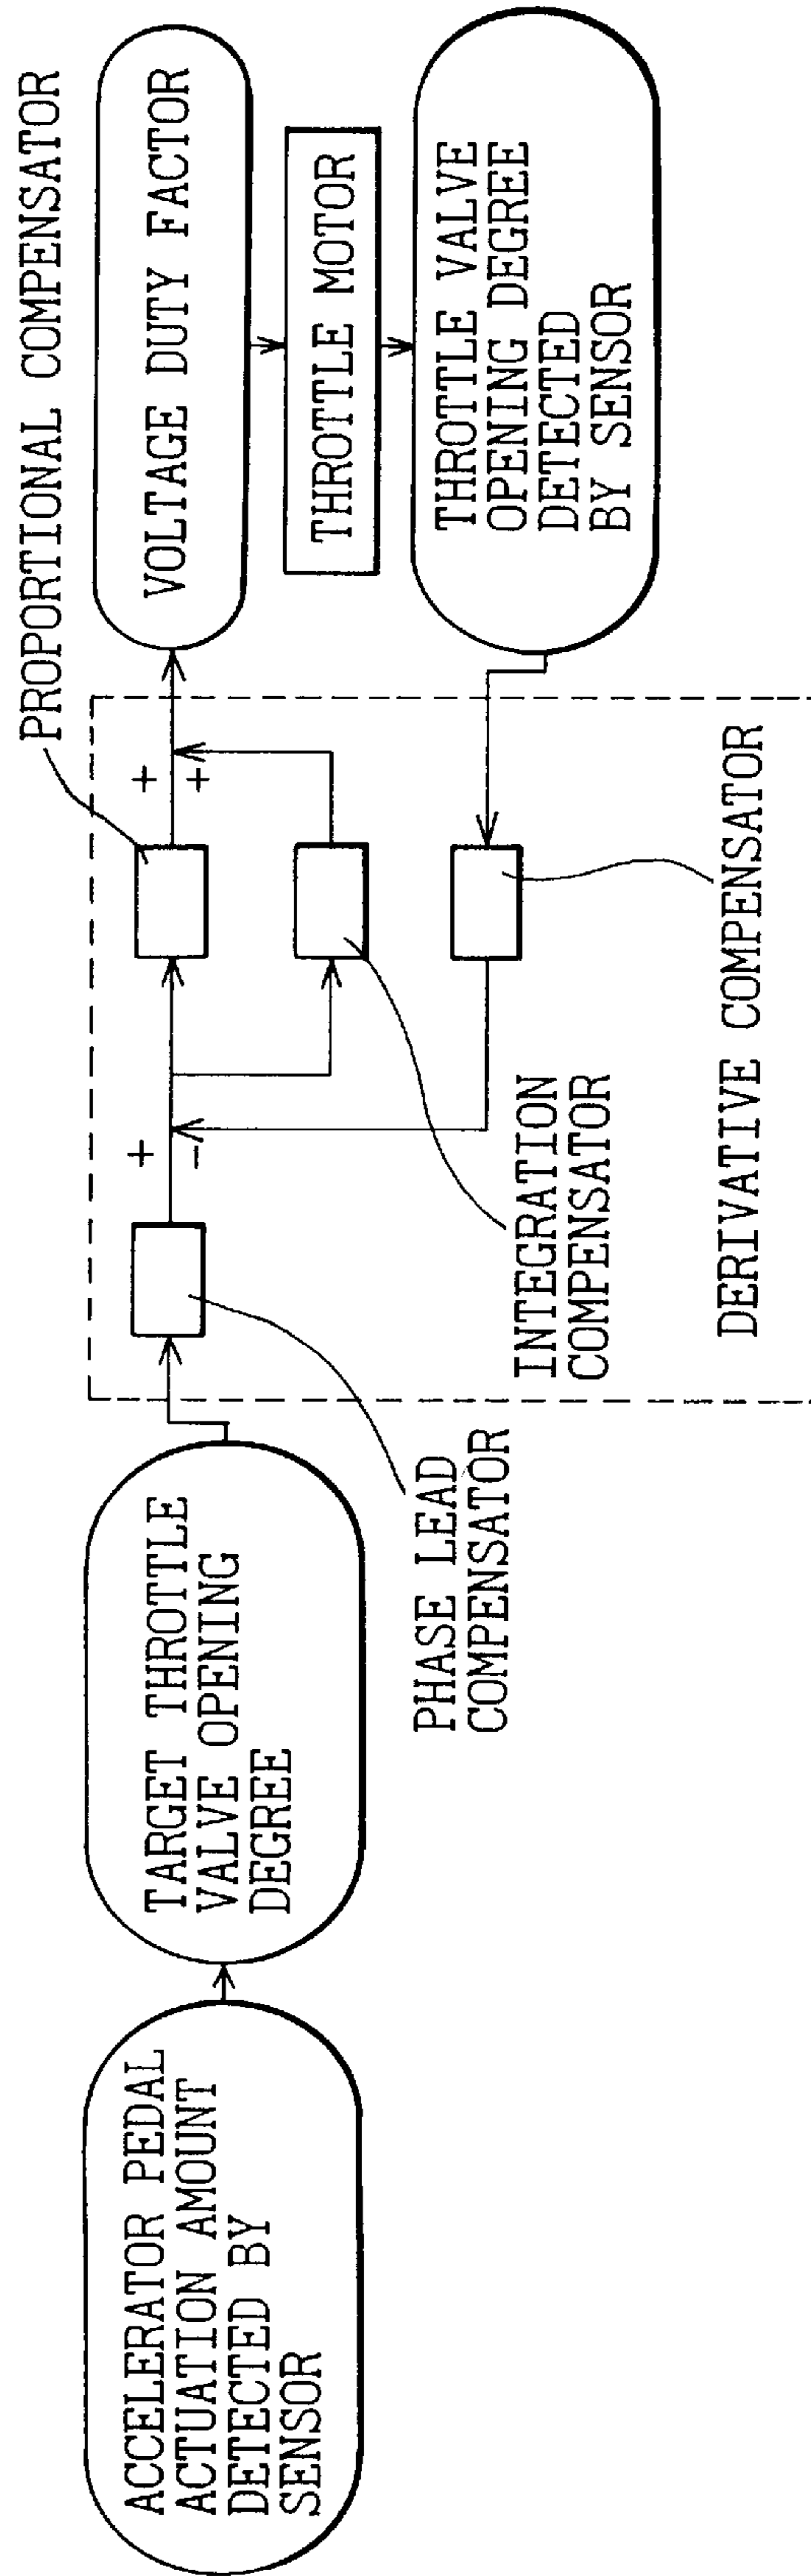 ACCELERATOR PEDAL
ACTUATION AMOUNT
DETECTED BY
SENSOR
TARGET THROTTLE
VALVE OPENING
DEGREE
PHASE LEAD
COMPENSATOR
+
-
INTEGRATION
COMPENSATOR
DERIVATIVE COMPENSATOR
PROPORTIONAL COMPENSATOR
+
+
VOLTAGE DUTY FACTOR
THROTTLE MOTOR
THROTTLE VALVE
OPENING DEGREE
DETECTED
BY SENSOR